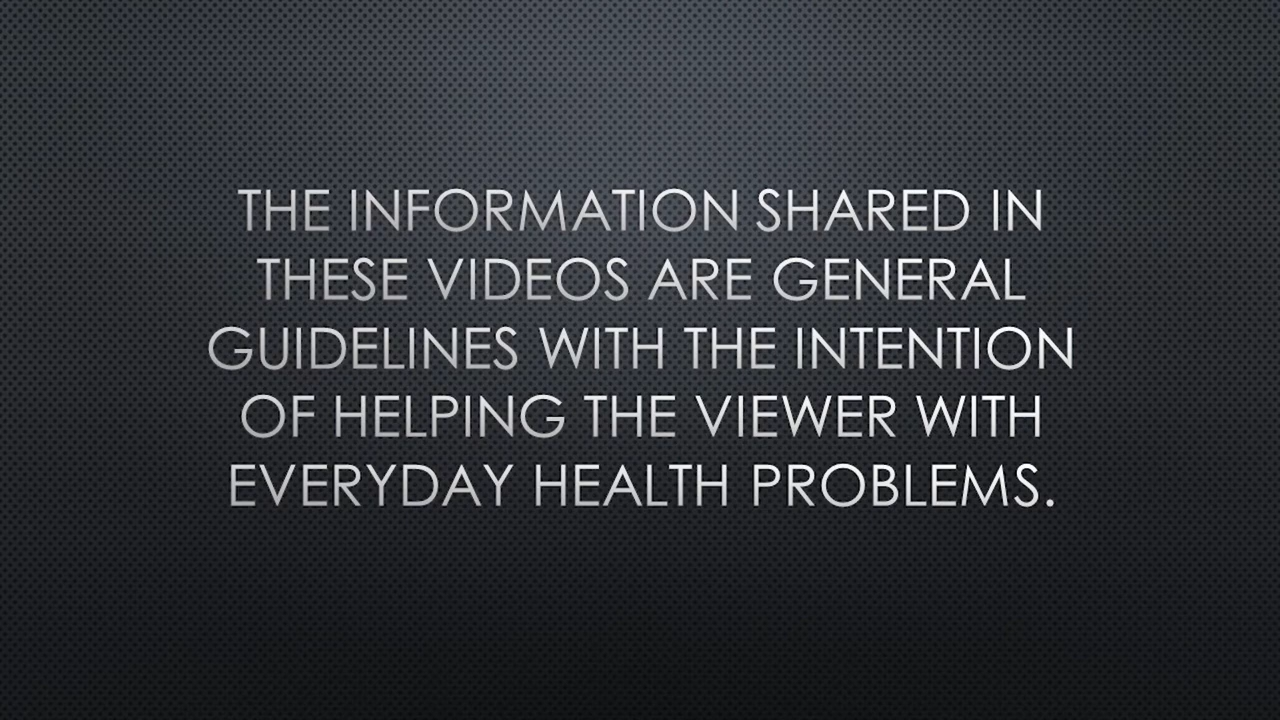 THE INFORMATION SHARED IN
THESE VIDEOS ARE GENERAL
GUIDELINES WITH THE INTENTION
OF HELPING THE VIEWER WITH
EVERYDAY HEALTH PROBLEMS.